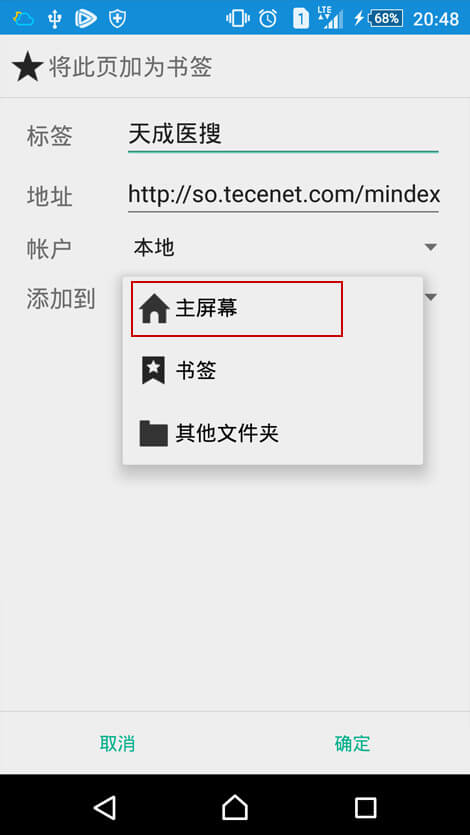 1 LTE 68% 20:48
将此页加为书签
标签 天成医搜
地址 http://so.tecenet.com/mindex
帐户 本地
添加到
主屏幕
书签
其他文件夹
取消 确定